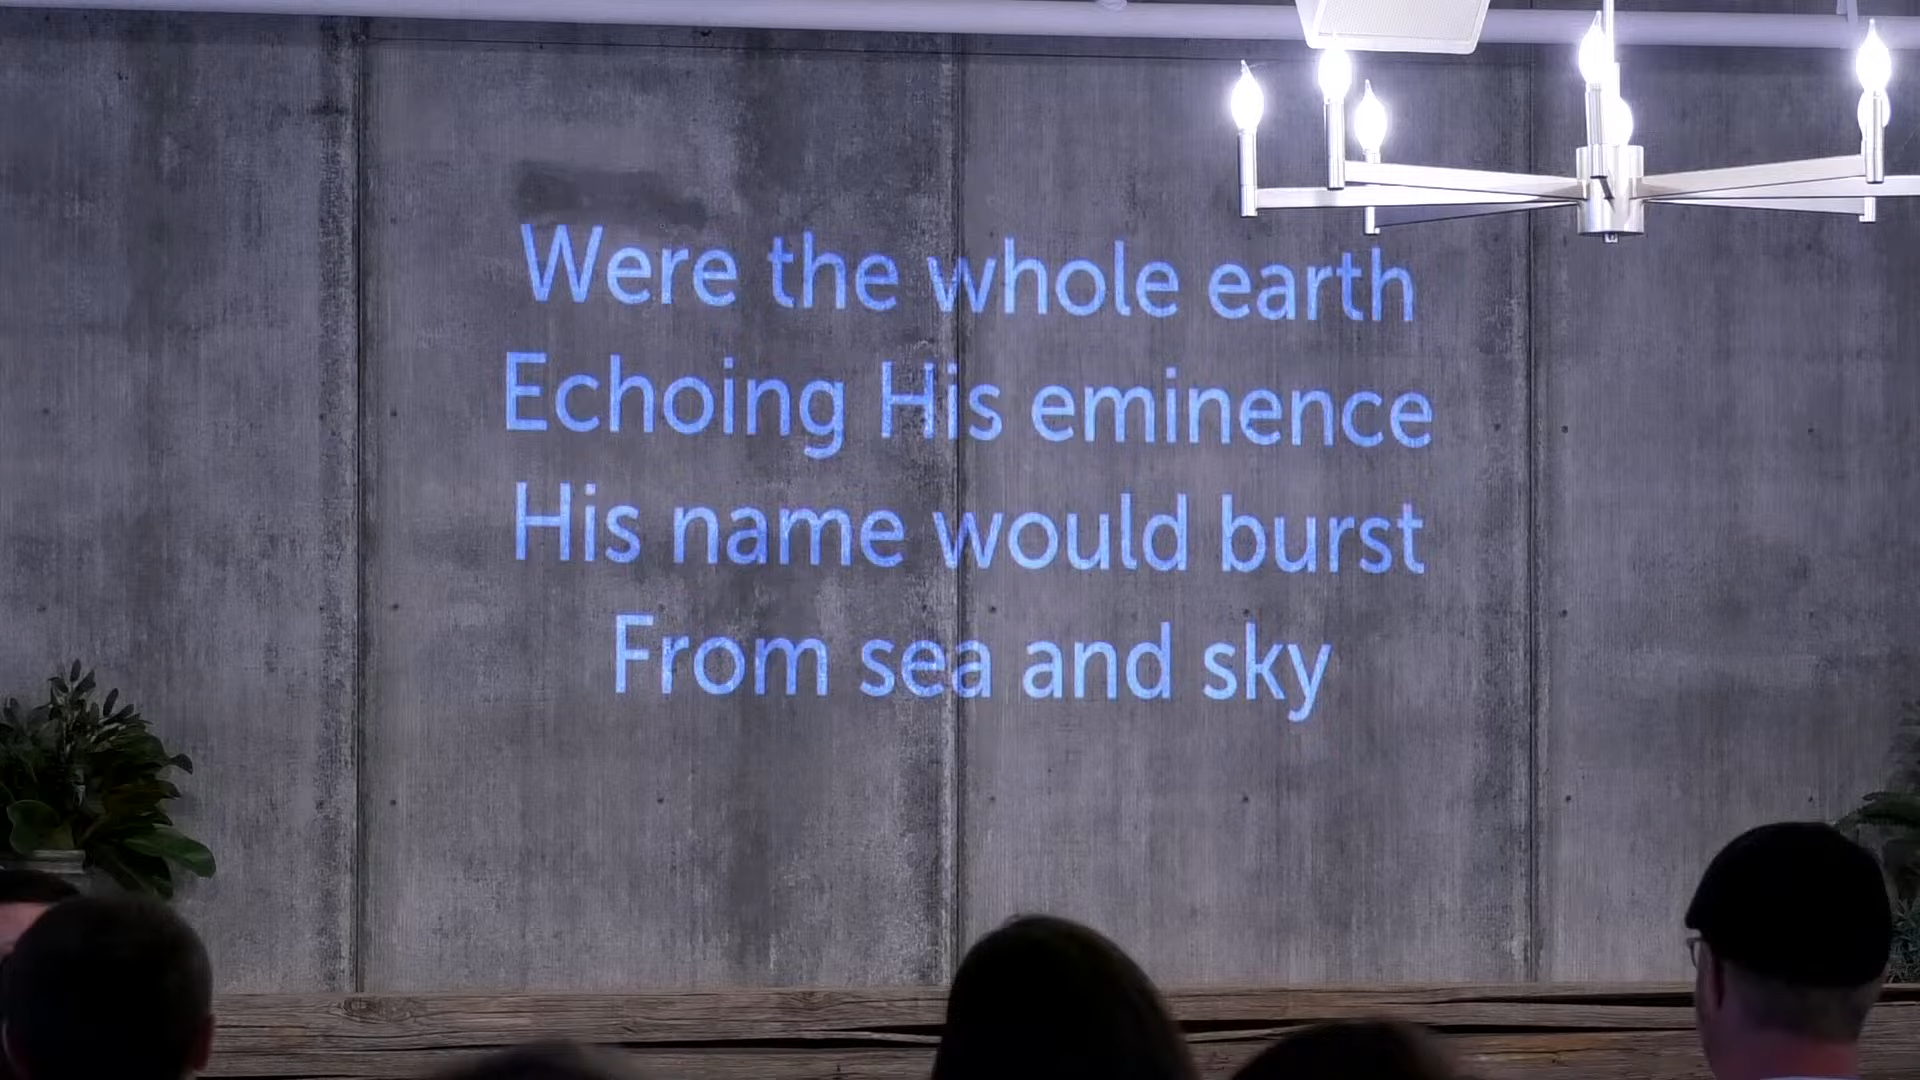 Were the whole earth
Echoing His eminence
His name would burst
From sea and sky